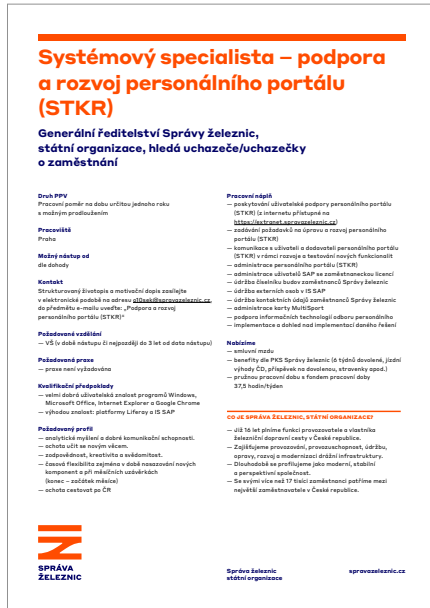 Systémový specialista – podpora
a rozvoj personálního portálu
(STKR)
Generální ředitelství Správy železnic,
státní organizace, hledá uchazeče/uchazečky
o zaměstnání
Druh PPV
Pracovní poměr na dobu určitou jednoho roku
s možným prodloužením
Pracoviště
Praha
Možný nástup od
dle dohody
Kontakt
Strukturovaný životopis a motivační dopis zasílejte
v elektronické podobě na adresu o10sek@spravazeleznic.cz,
do předmětu e-mailu uveďte: „Podpora a rozvoj
personálního portálu (STKR)“
Požadované vzdělání
— VŠ (v době nástupu či nejpozději do 3 let od data nástupu)
Požadovaná praxe
— praxe není vyžadována
Kvalifikační předpoklady
— velmi dobrá uživatelská znalost programů Windows,
Microsoft Office, Internet Explorer a Google Chrome
— výhodou znalost: platformy Liferay a IS SAP
Požadovaný profil
— analytické myšlení a dobré komunikační schopnosti.
— ochota učit se novým věcem.
— zodpovědnost, kreativita a svědomitost.
— časová flexibilita zejména v době nasazování nových
komponent a při měsíčních uzávěrkách
(konec – začátek měsíce)
— ochota cestovat po ČR
Pracovní náplň
— poskytování uživatelské podpory personálního portálu
(STKR) (z internetu přístupné na
https://extranet.spravazeleznic.cz)
— zadávání požadavků na úpravu a rozvoj personálního
portálu (STKR)
— komunikace s uživateli a dodavateli personálního portálu
(STKR) v rámci rozvoje a testování nových funkcionalit
— administrace personálního portálu (STKR)
— administrace uživatelů SAP se zaměstnaneckou licencí
— údržba číselníku budov zaměstnanců Správy železnic
— údržba externích osob v IS SAP
— údržba kontaktních údajů zaměstnanců Správy železnic
— administrace karty MultiSport
— podpora informačních technologií odboru personálního
— implementace a dohled nad implementací daného řešení
Nabízíme
— smluvní mzdu
— benefity dle PKS Správy železnic (6 týdnů dovolené, jízdní
výhody ČD, příspěvek na dovolenou, stravenky apod.)
— pružnou pracovní dobu s fondem pracovní doby
37,5 hodin/týden
CO JE SPRÁVA ŽELEZNIC, STÁTNÍ ORGANIZACE?
— Již 16 let plníme funkci provozovatele a vlastníka
železniční dopravní cesty v České republice.
— Zajišťujeme provozování, provozuschopnost, údržbu,
opravy, rozvoj a modernizaci drážní infrastruktury.
— Dlouhodobě se profilujeme jako moderní, stabilní
a perspektivní společnost.
— Se svými více než 17 tisíci zaměstnanci patříme mezi
největší zaměstnavatele v České republice.
SPRÁVA
ŽELEZNIC
Správa železnic
státní organizace
spravazeleznic.cz